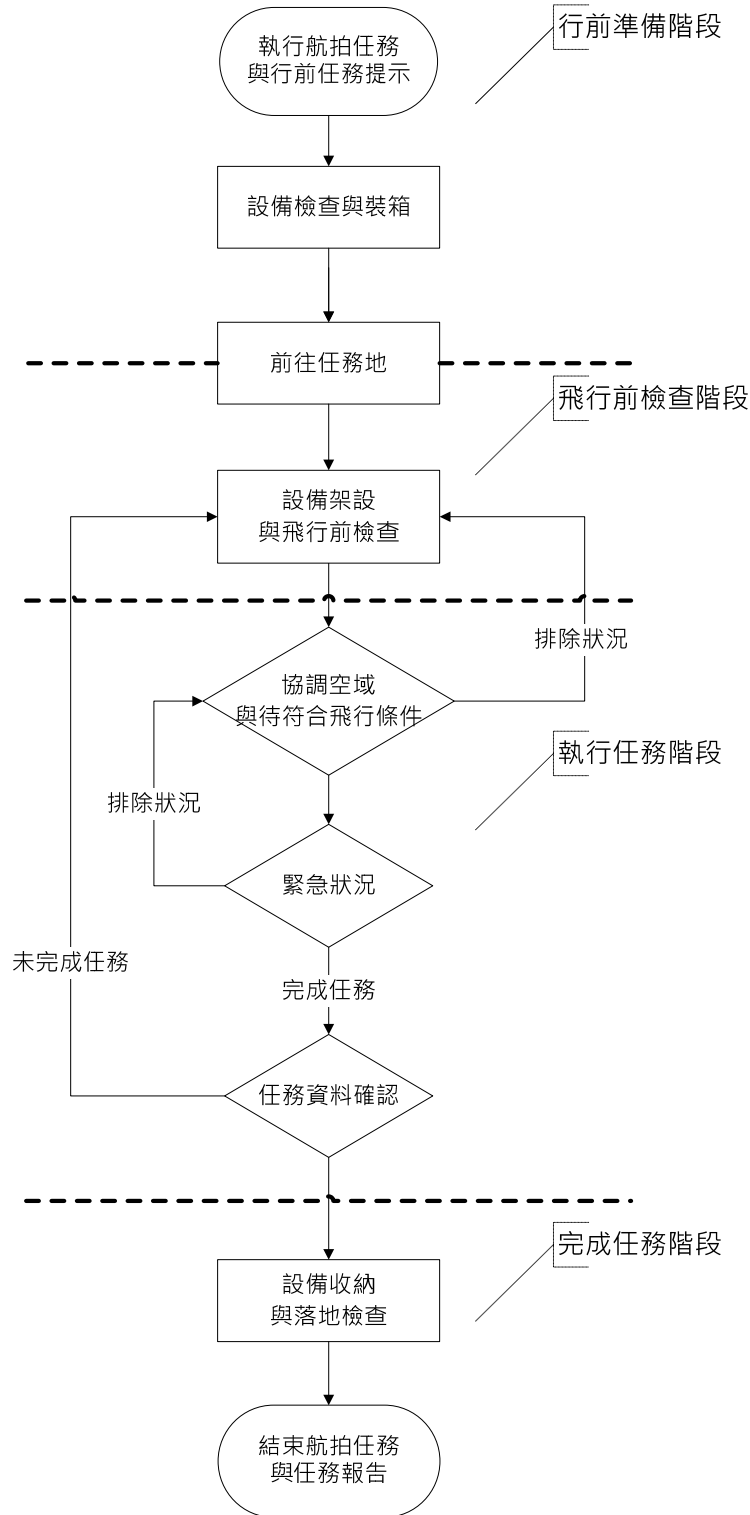 執行航拍任務
與行前任務提示
行前準備階段
設備檢查與裝箱
前往任務地
飛行前檢查階段
設備架設
與飛行前檢查
排除狀況
協調空域
與待符合飛行條件
執行任務階段
排除狀況
緊急狀況
未完成任務
完成任務
任務資料確認
完成任務階段
設備收納
與落地檢查
結束航拍任務
與任務報告